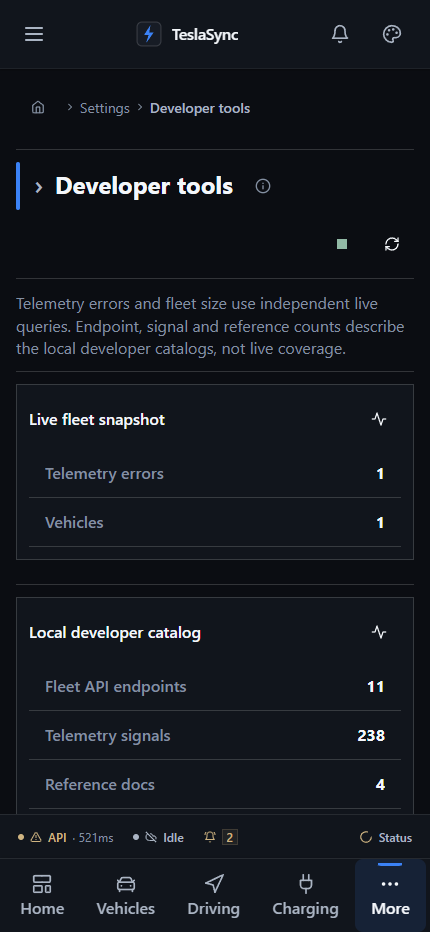 TeslaSync
Settings
Developer tools
Developer tools
Telemetry errors and fleet size use independent live
queries. Endpoint, signal and reference counts describe
the local developer catalogs, not live coverage.
Live fleet snapshot
Telemetry errors 1
Vehicles 1
Local developer catalog
Fleet API endpoints 11
Telemetry signals 238
Reference docs 4
API · 521ms Idle 2 Status
Home Vehicles Driving Charging More